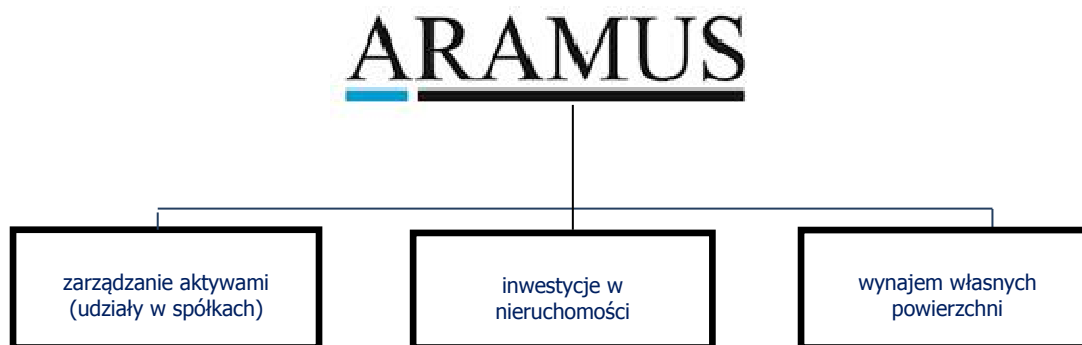 ARAMUS
zarządzanie aktywami
(udziały w spółkach)
inwestycje w
nieruchomości
wynajem własnych
powierzchni